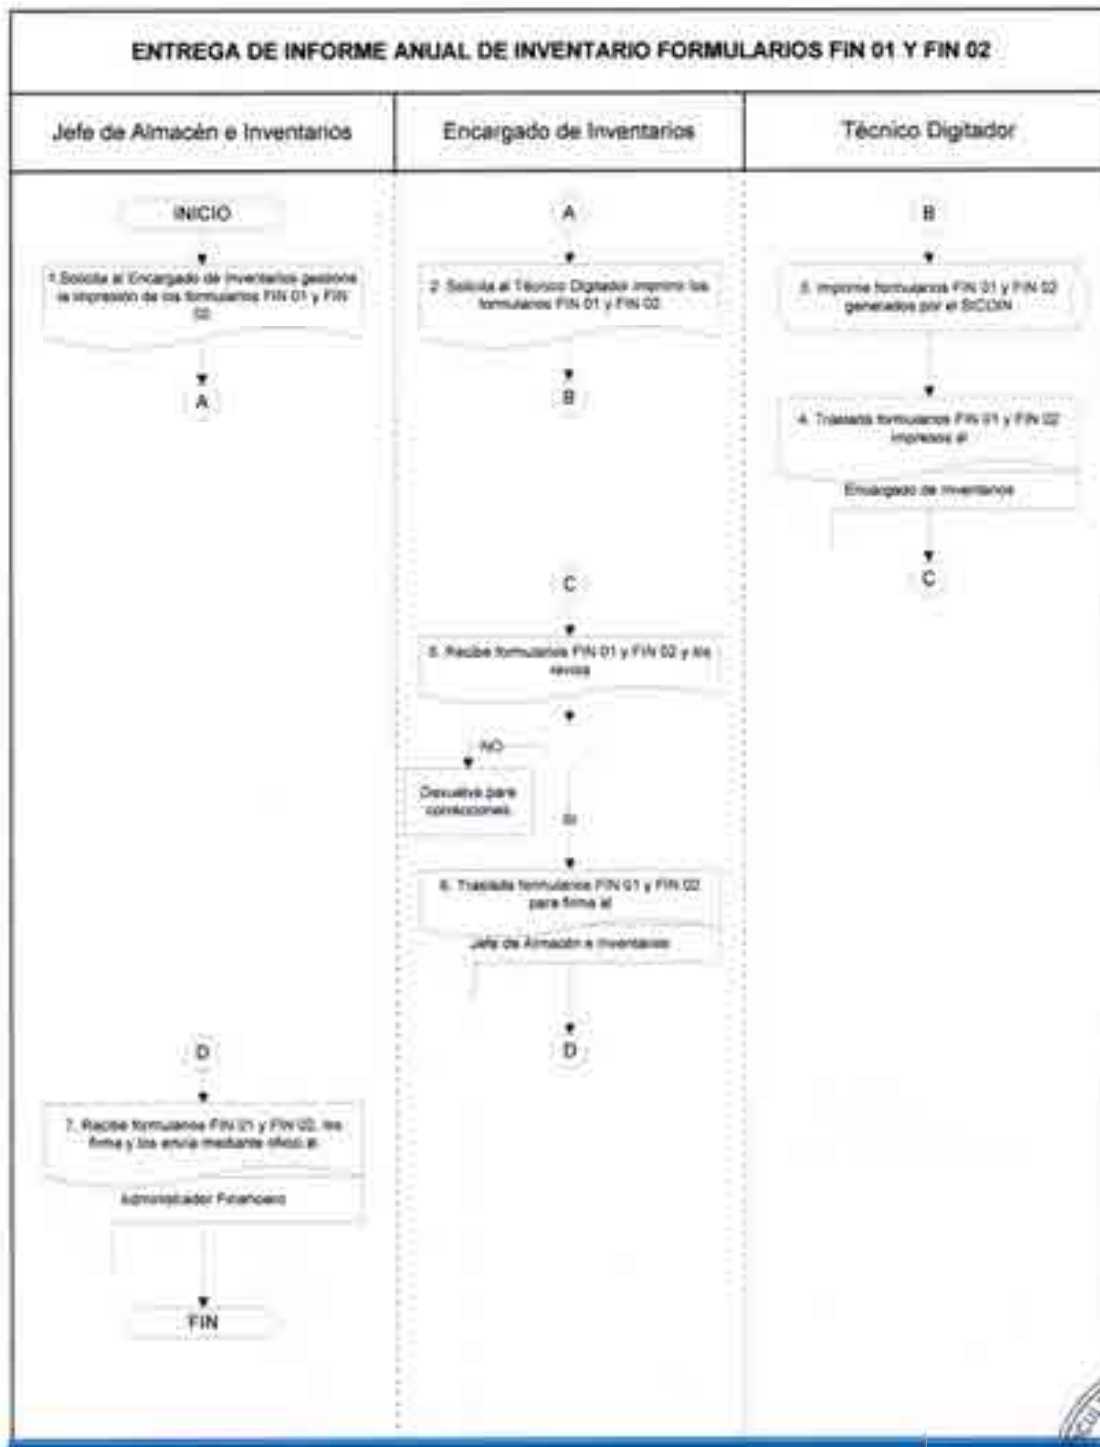 ENTREGA DE INFORME ANUAL DE INVENTARIO FORMULARIOS FIN 01 Y FIN 02
Jefe de Almacén e Inventarios
Encargado de Inventarios
Técnico Digitador
INICIO
1.Solicita al Encargado de Inventarios gestione
la impresión de los formularios FIN 01 y FIN
02
A
A
2. Solicita al Técnico Digitador imprimir los
formularios FIN 01 y FIN 02
B
B
3. Imprime formularios FIN 01 y FIN 02
generados por el SICOIN
4. Traslada formularios FIN 01 y FIN 02
impresos al
Encargado de Inventarios
C
C
5. Recibe formularios FIN 01 y FIN 02 y los
revisa
NO
Devuelve para
correcciones.
SI
6. Traslada formularios FIN 01 y FIN 02
para firma al
Jefe de Almacén e Inventarios
D
D
7. Recibe formularios FIN 01 y FIN 02, los
firma y los envía mediante oficio al
Administrador Financiero
FIN